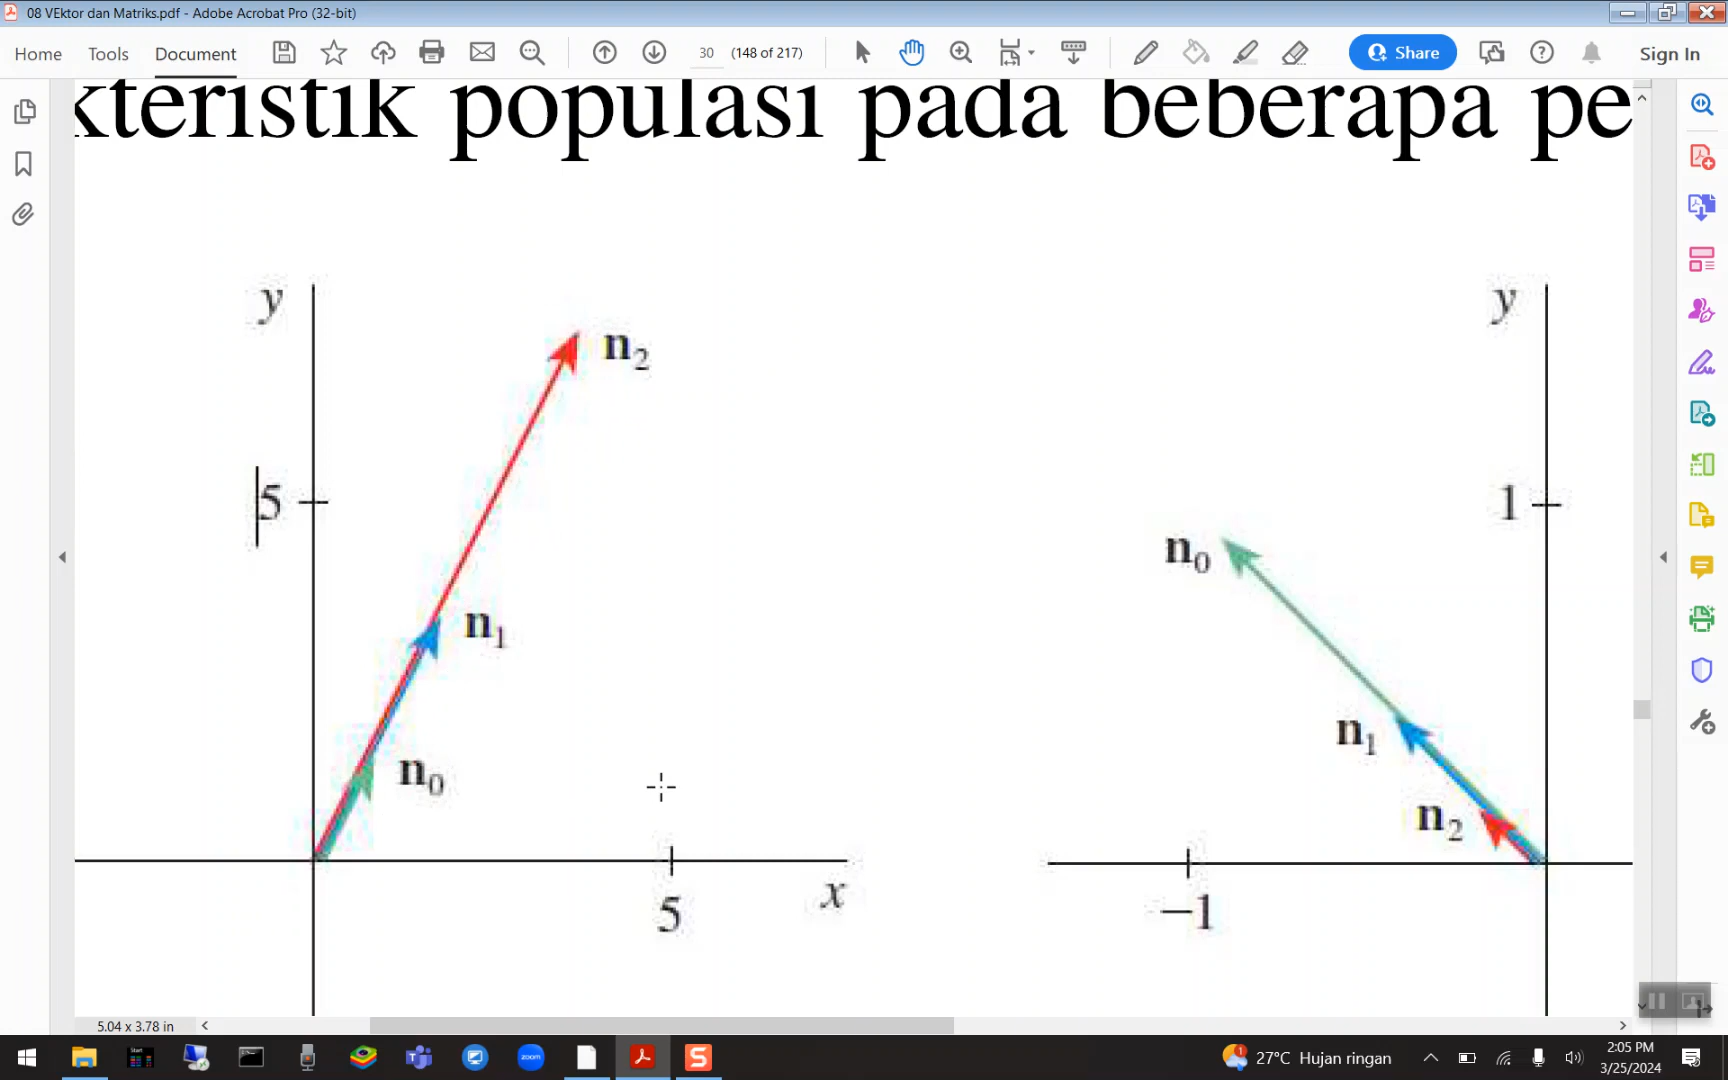 08 VEktor dan Matriks.pdf - Adobe Acrobat Pro (32-bit)
Home Tools Document 30 (148 of 217) Share Sign In
kteristik populasi pada beberapa pe
y
n2
5
n1
n0
5
x
y
1
n0
n1
n2
−1
5.04 x 3.78 in
Start
zoom
27°C Hujan ringan
2:05 PM
3/25/2024